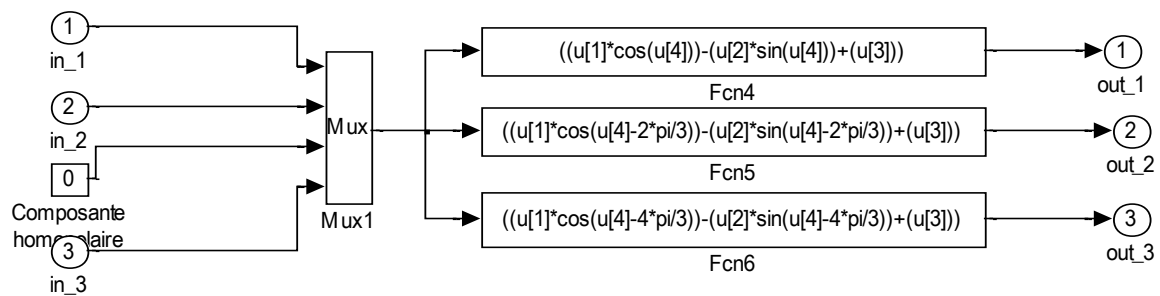 1
in_1
2
in_2
0
Composante
homopolaire
3
in_3
Mux
Mux1
((u[1]*cos(u[4]))-(u[2]*sin(u[4]))+(u[3]))
Fcn4
((u[1]*cos(u[4]-2*pi/3))-(u[2]*sin(u[4]-2*pi/3))+(u[3]))
Fcn5
((u[1]*cos(u[4]-4*pi/3))-(u[2]*sin(u[4]-4*pi/3))+(u[3]))
Fcn6
1
out_1
2
out_2
3
out_3